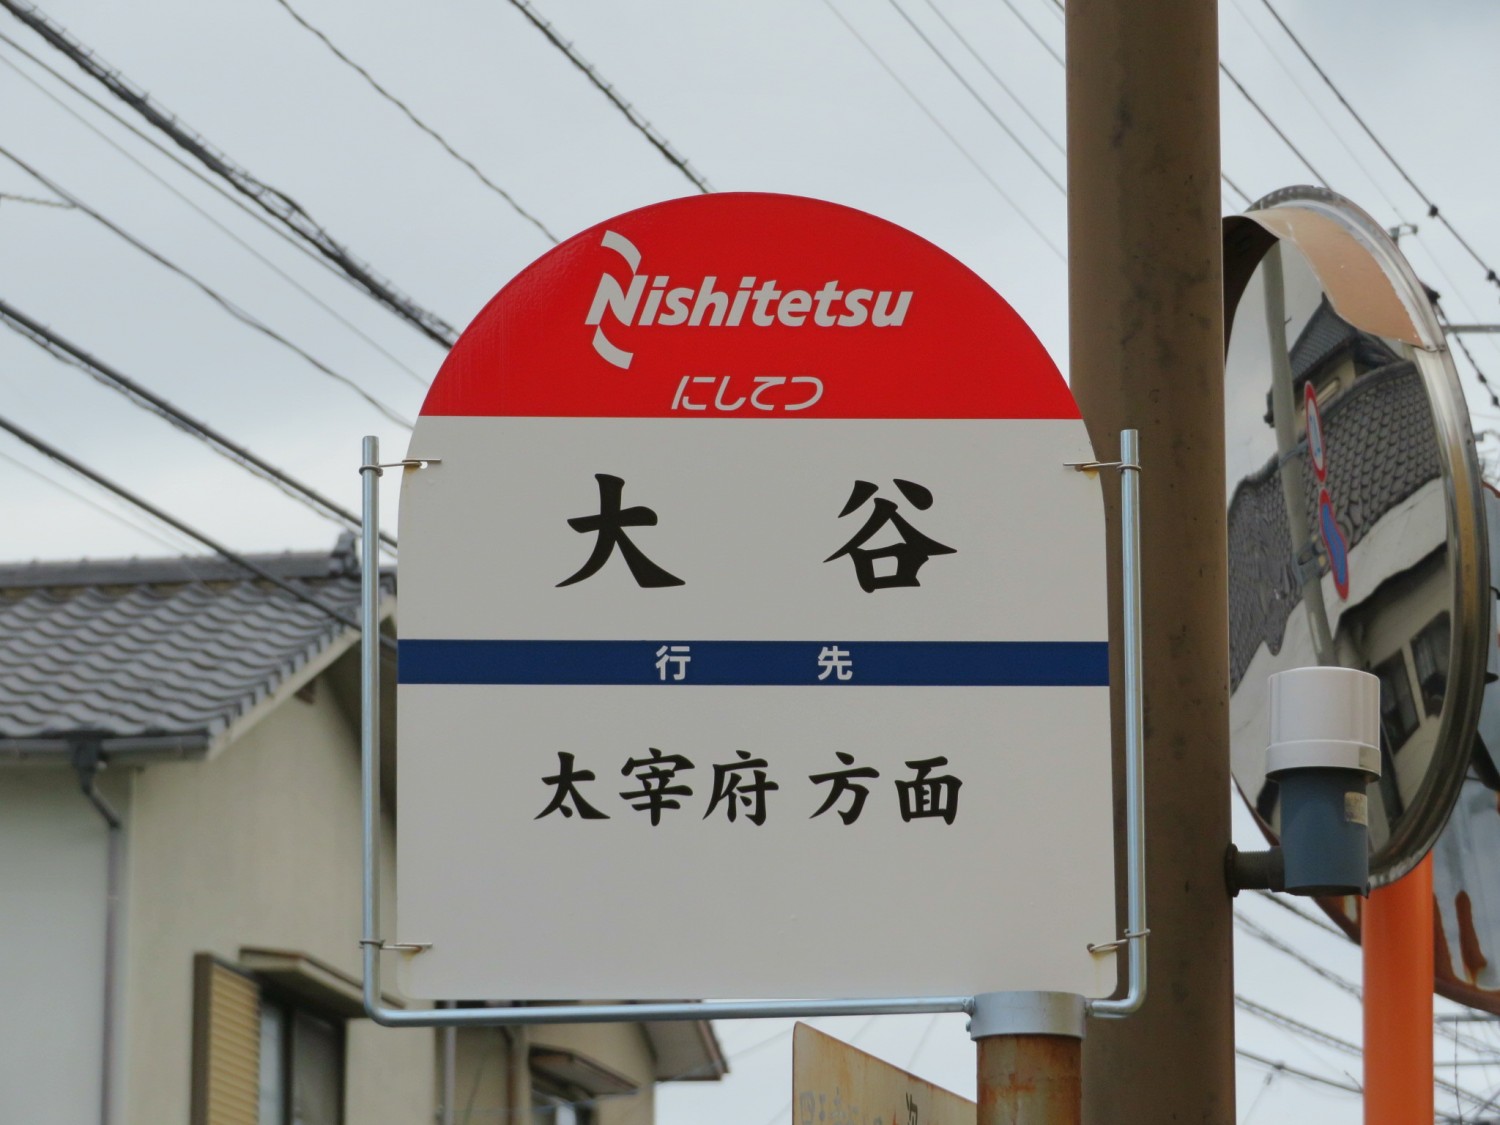 Nishitetsu
にしてつ
大谷
行先
太宰府方面